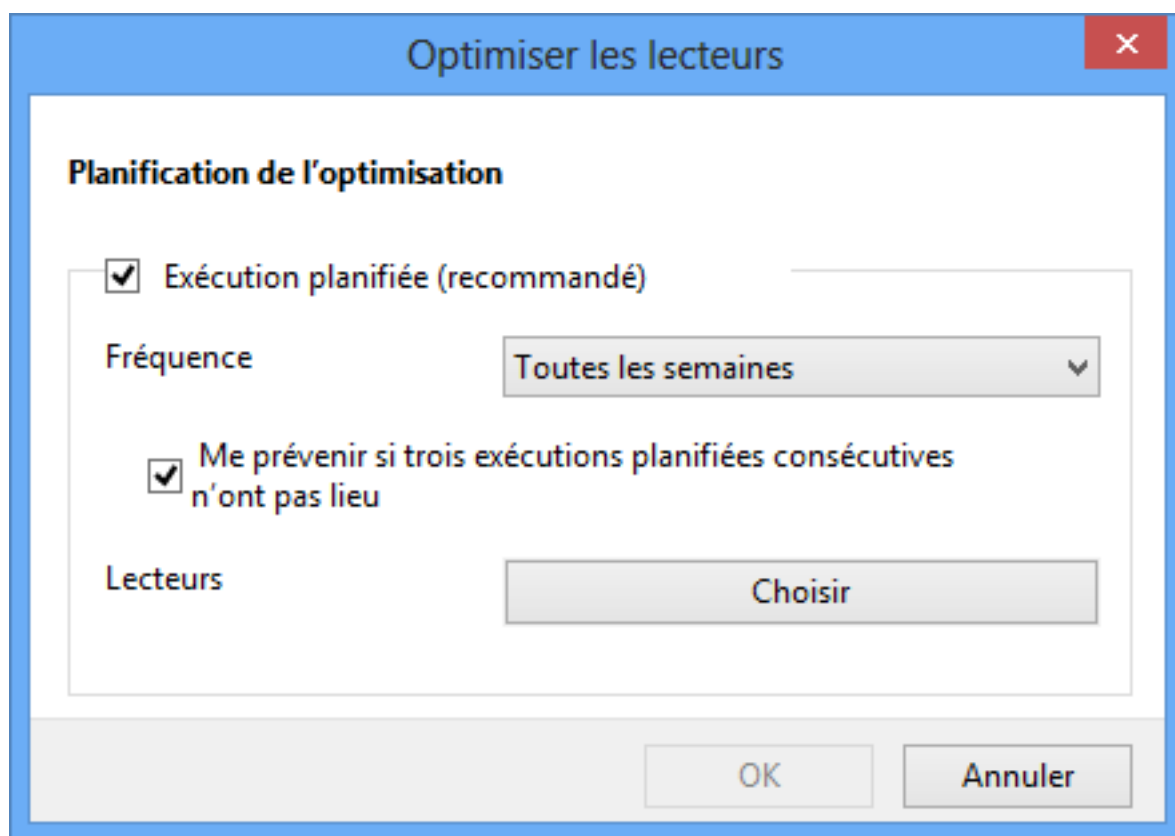 Optimiser les lecteurs
Planification de l'optimisation
Exécution planifiée (recommandé)
Fréquence
Toutes les semaines
Me prévenir si trois exécutions planifiées consécutives
n'ont pas lieu
Lecteurs
Choisir
OK
Annuler